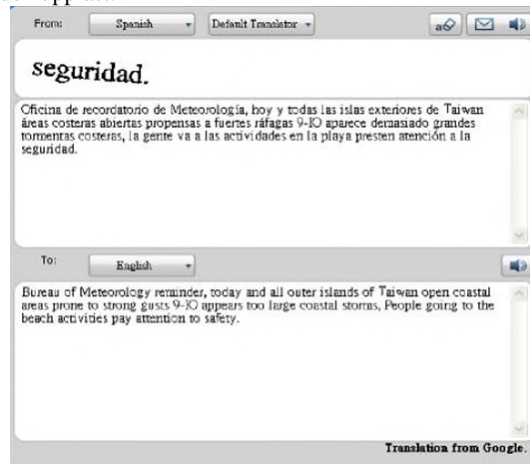 From: Spanish Default Translator
seguridad.
Oficina de recordatorio de Meteorología, hoy y todas las islas exteriores de Taiwan
áreas costeras abiertas propensas a fuertes ráfagas 9-10 aparece demasiado grandes
tormentas costeras, la gente va a las actividades en la playa presten atención a la
seguridad.
To: English
Bureau of Meteorology reminder, today and all outer islands of Taiwan open coastal
areas prone to strong gusts 9-10 appears too large coastal storms, People going to the
beach activities pay attention to safety.
Translation from Google.